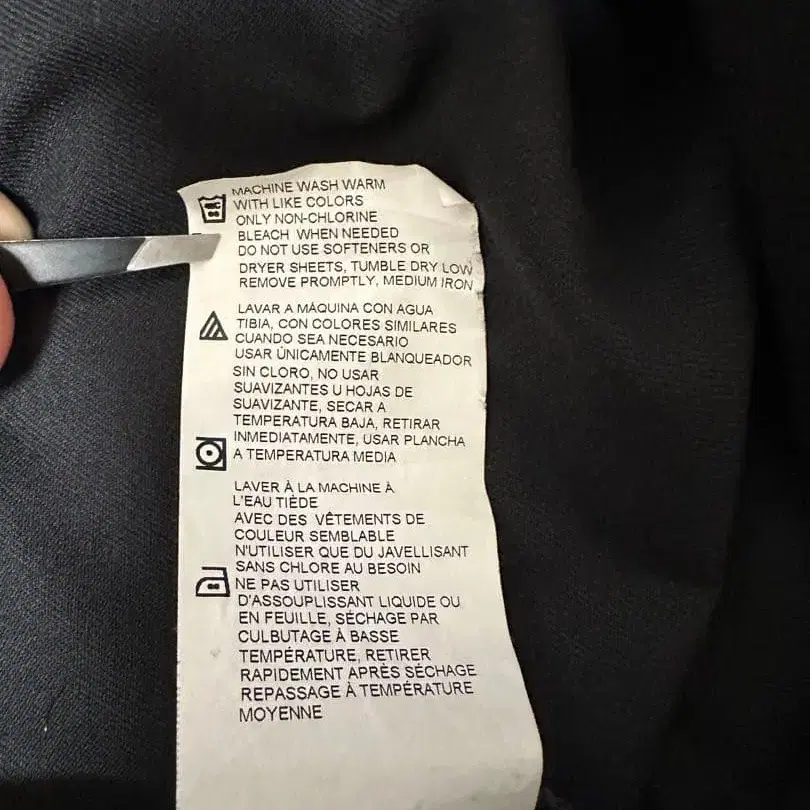 MACHINE WASH WARM
WITH LIKE COLORS
ONLY NON-CHLORINE
BLEACH WHEN NEEDED
DO NOT USE SOFTENERS OR
DRYER SHEETS, TUMBLE DRY LOW
REMOVE PROMPTLY, MEDIUM IRON
LAVAR A MÁQUINA CON AGUA
TIBIA, CON COLORES SIMILARES
CUANDO SEA NECESARIO
USAR ÚNICAMENTE BLANQUEADOR
SIN CLORO, NO USAR
SUAVIZANTES U HOJAS DE
SUAVIZANTE, SECAR A
TEMPERATURA BAJA, RETIRAR
INMEDIATAMENTE, USAR PLANCHA
A TEMPERATURA MEDIA
LAVER À LA MACHINE À
L'EAU TIÈDE
AVEC DES VÊTEMENTS DE
COULEUR SEMBLABLE
N'UTILISER QUE DU JAVELLISANT
SANS CHLORE AU BESOIN
NE PAS UTILISER
D'ASSOUPLISSANT LIQUIDE OU
EN FEUILLE, SÉCHAGE PAR
CULBUTAGE À BASSE
TEMPÉRATURE, RETIRER
RAPIDEMENT APRÈS SÉCHAGE
REPASSAGE À TEMPÉRATURE
MOYENNE